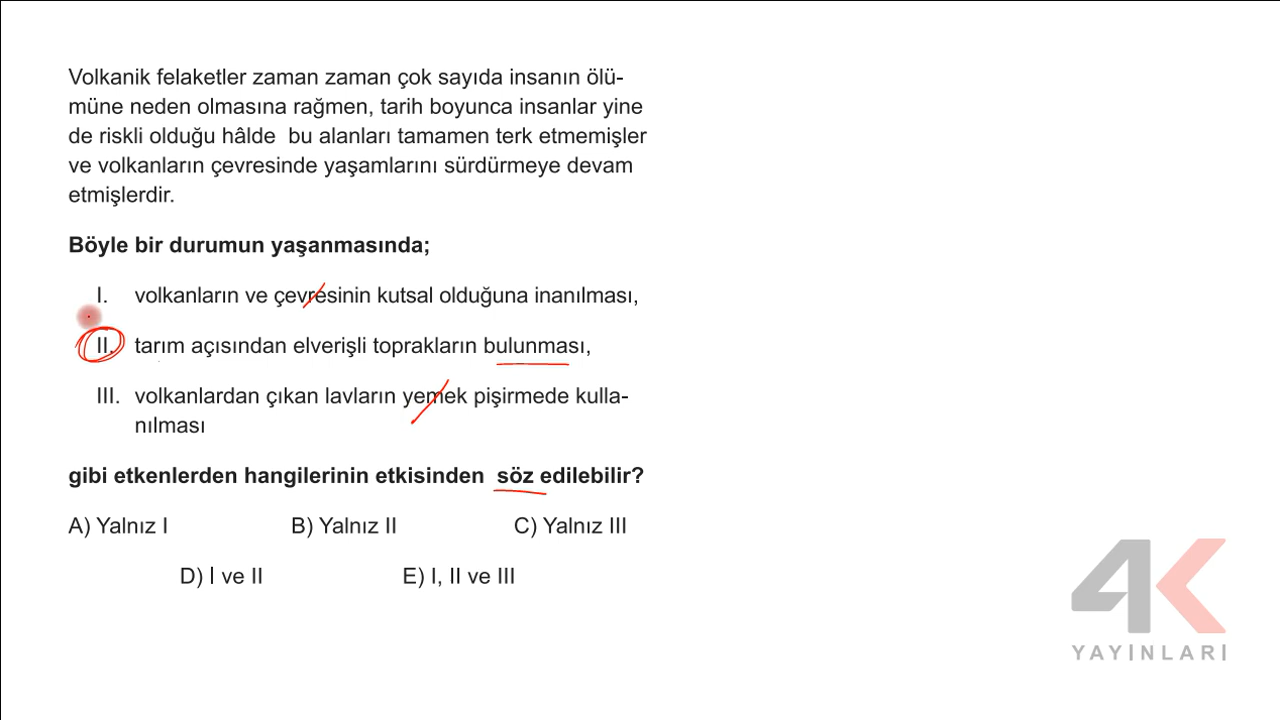 Volkanik felaketler zaman zaman çok sayıda insanın ölü-
müne neden olmasına rağmen, tarih boyunca insanlar yine
de riskli olduğu hâlde bu alanları tamamen terk etmemişler
ve volkanların çevresinde yaşamlarını sürdürmeye devam
etmişlerdir.
Böyle bir durumun yaşanmasında;
I. volkanların ve çevresinin kutsal olduğuna inanılması,
II. tarım açısından elverişli toprakların bulunması,
III. volkanlardan çıkan lavların yemek pişirmede kulla-
nılması
gibi etkenlerden hangilerinin etkisinden söz edilebilir?
A) Yalnız I B) Yalnız II C) Yalnız III
D) I ve II E) I, II ve III
4K
YAYINLARI